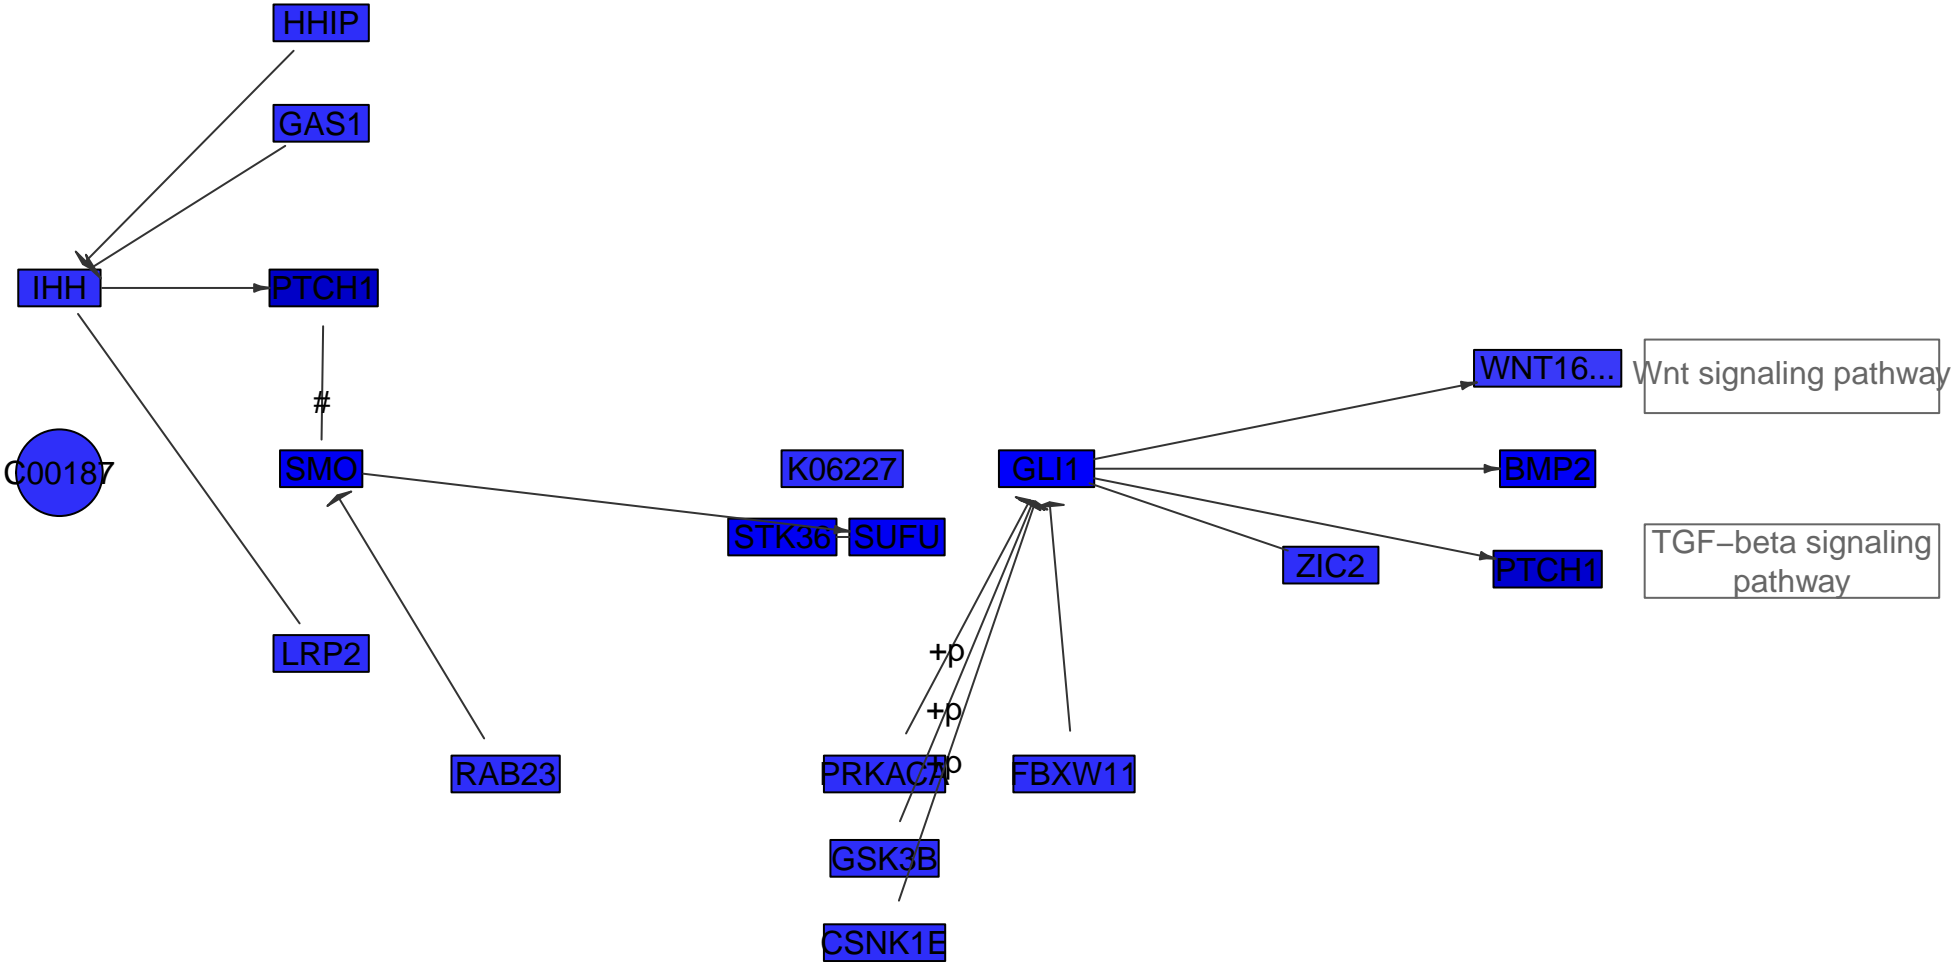 HHIP
GAS1
IHH
PTCH1
WNT16...
Wnt signaling pathway
#
C00187
SMO
K06227
GLI1
BMP2
STK36
SUFU
ZIC2
PTCH1
TGF−beta signaling
pathway
LRP2
+p
+p
+p
RAB23
PRKACA
FBXW11
GSK3B
CSNK1E